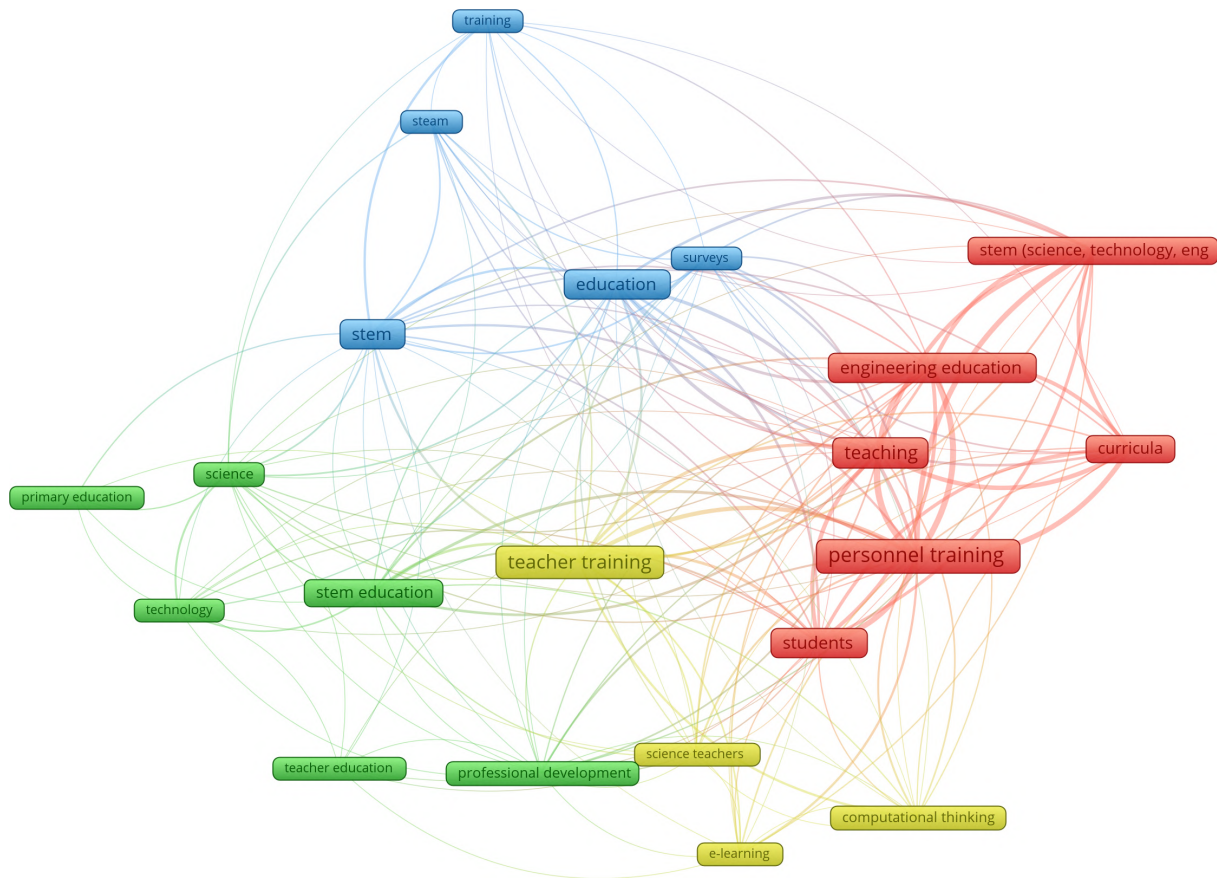 training
steam
stem (science, technology, eng
surveys
education
stem
engineering education
curricula
teaching
science
primary education
personnel training
teacher training
stem education
technology
students
science teachers
teacher education
professional development
computational thinking
e-learning